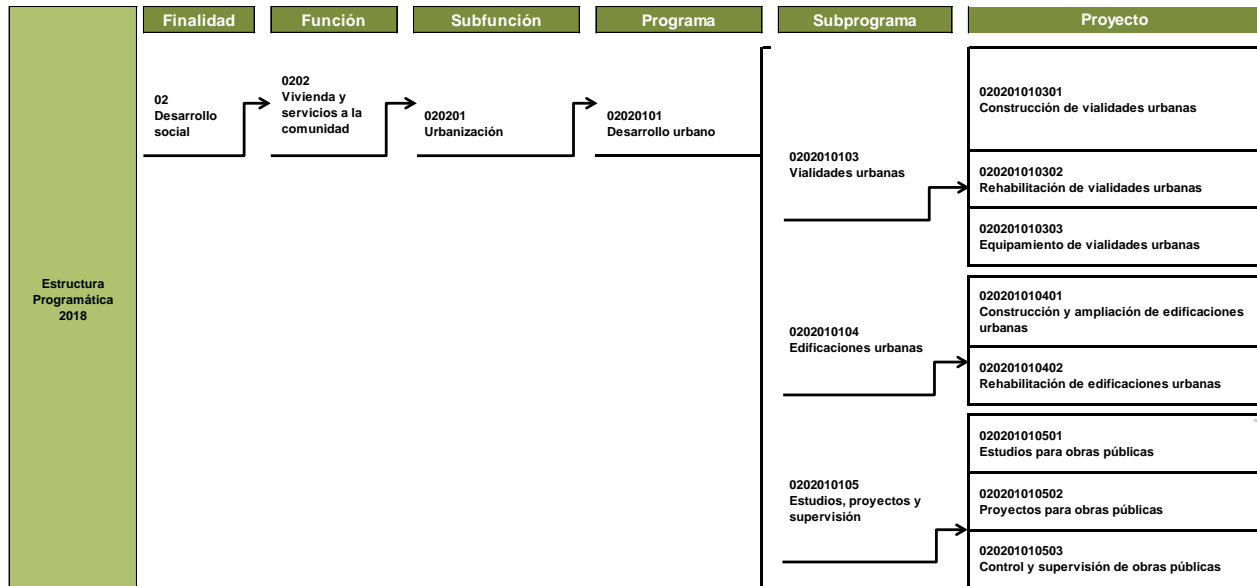 Finalidad
Función
Subfunción
Programa
Subprograma
Proyecto
Estructura
Programática
2018
02
Desarrollo
social
0202
Vivienda y
servicios a la
comunidad
020201
Urbanización
02020101
Desarrollo urbano
0202010103
Vialidades urbanas
020201010301
Construcción de vialidades urbanas
020201010302
Rehabilitación de vialidades urbanas
020201010303
Equipamiento de vialidades urbanas
0202010104
Edificaciones urbanas
020201010401
Construcción y ampliación de edificaciones
urbanas
020201010402
Rehabilitación de edificaciones urbanas
0202010105
Estudios, proyectos y
supervisión
020201010501
Estudios para obras públicas
020201010502
Proyectos para obras públicas
020201010503
Control y supervisión de obras públicas